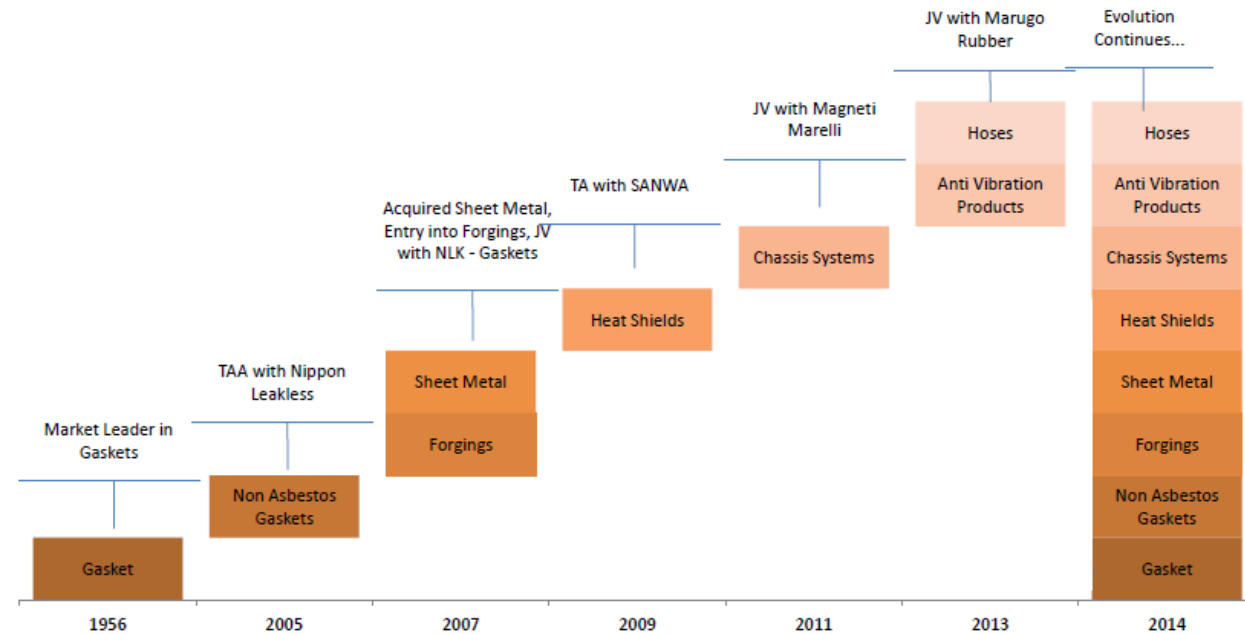 JV with Marugo
Rubber
Evolution
Continues...
JV with Magneti
Marelli
Hoses
Hoses
TA with SANWA
Anti Vibration
Products
Anti Vibration
Products
Acquired Sheet Metal,
Entry into Forgings, JV
with NLK - Gaskets
Chassis Systems
Chassis Systems
Heat Shields
Heat Shields
TAA with Nippon
Leakless
Sheet Metal
Sheet Metal
Market Leader in
Gaskets
Forgings
Forgings
Non Asbestos
Gaskets
Non Asbestos
Gaskets
Gasket
Gasket
1956
2005
2007
2009
2011
2013
2014